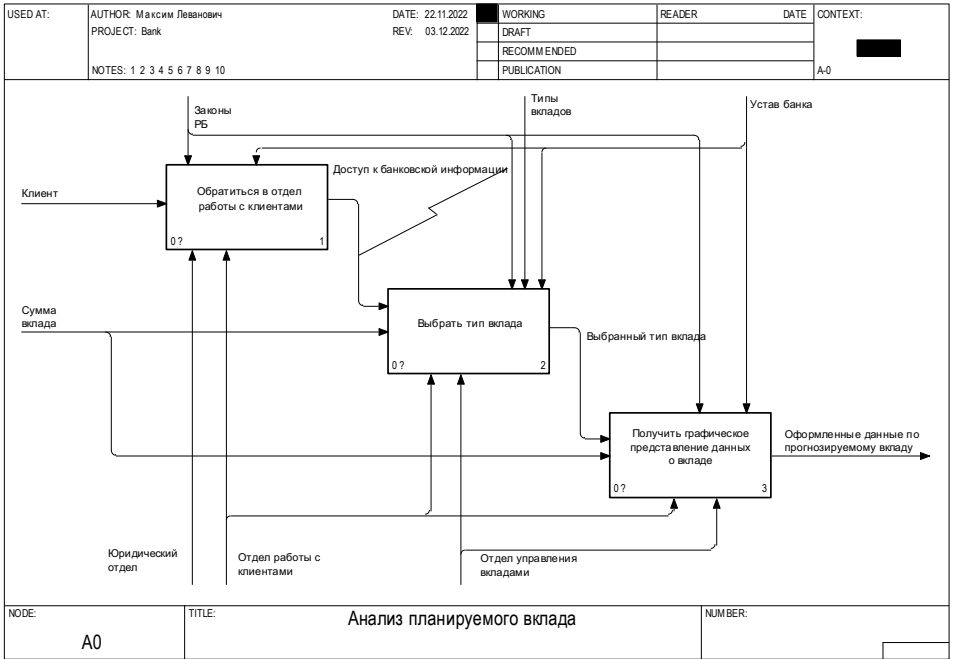 USED AT:
AUTHOR: Максим Леванович
DATE: 22.11.2022
WORKING
READER
DATE
CONTEXT:
PROJECT: Bank
REV: 03.12.2022
DRAFT
RECOMMENDED
NOTES: 1 2 3 4 5 6 7 8 9 10
PUBLICATION
A-0
Законы
РБ
Типы
вкладов
Устав банка
Доступ к банковской информации
Клиент
Обратиться в отдел
работы с клиентами
0 ?
1
Сумма
вклада
Выбрать тип вклада
0 ?
2
Выбранный тип вклада
Получить графическое
представление данных
о вкладе
0 ?
3
Оформленные данные по
прогнозируемому вкладу
Юридический
отдел
Отдел работы с
клиентами
Отдел управления
вкладами
NODE:
A0
TITLE:
Анализ планируемого вклада
NUMBER: